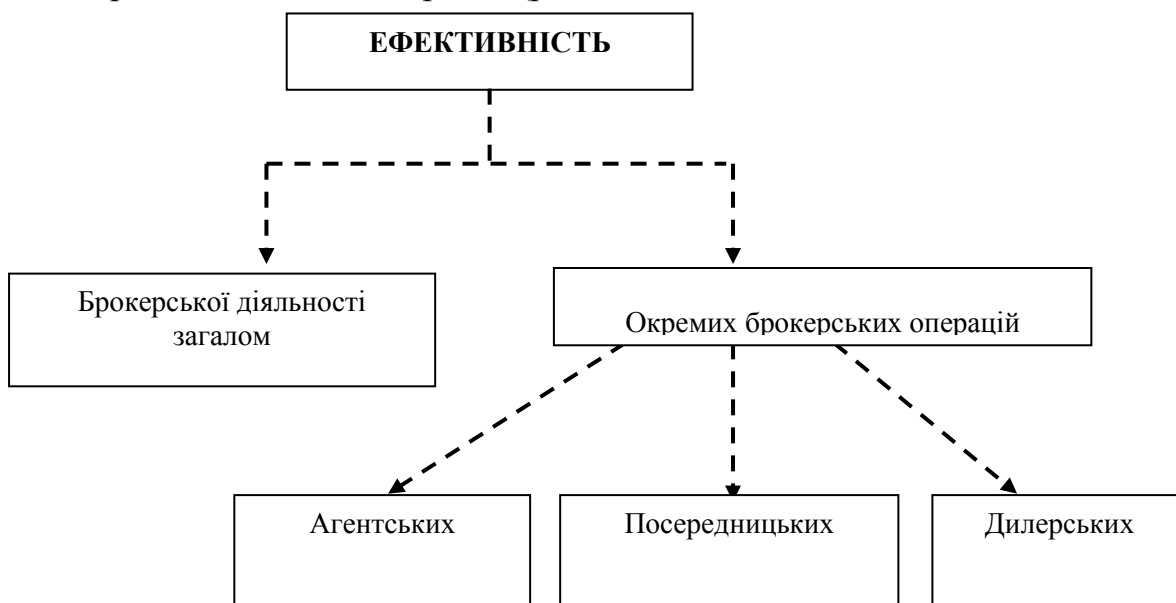 ЕФЕКТИВНІСТЬ
Брокерської діяльності
загалом
Окремих брокерських операцій
Агентських
Посередницьких
Дилерських